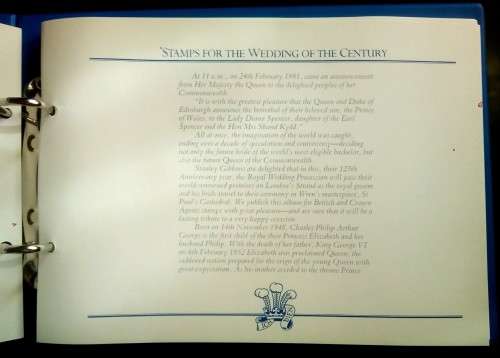 'STAMPS FOR THE WEDDING OF THE CENTURY
At 11 a.m., on 24th February 1981, came an announcement
from Her Majesty the Queen to the delighted peoples of her
Commonwealth.
"It is with the greatest pleasure that the Queen and Duke of
Edinburgh announce the betrothal of their beloved son, the Prince
of Wales, to the Lady Diana Spencer, daughter of the Earl
Spencer and the Hon Mrs Shand Kydd."
All at once, the imagination of the world was caught,
ending over a decade of speculation and controversy—deciding
not only the future bride of the world's most eligible bachelor, but
also the future Queen of the Commonwealth.
Stanley Gibbons are delighted that in this, their 125th
Anniversary year, the Royal Wedding Procession will pass their
world-renowned premises on London's Strand as the royal groom
and his bride travel to their ceremony at Wren's masterpiece, St
Paul's Cathedral. We publish this album for British and Crown
Agents stamps with great pleasure—and are sure that it will be a
lasting tribute to a very happy occasion.
Born on 14th November 1948, Charles Philip Arthur
George is the first child of the then Princess Elizabeth and her
husband Philip. With the death of her father, King George VI
on 6th February 1952 Elizabeth was proclaimed Queen, the
saddened nation prepared for the reign of the young Queen with
great expectation. As his mother acceded to the throne Prince